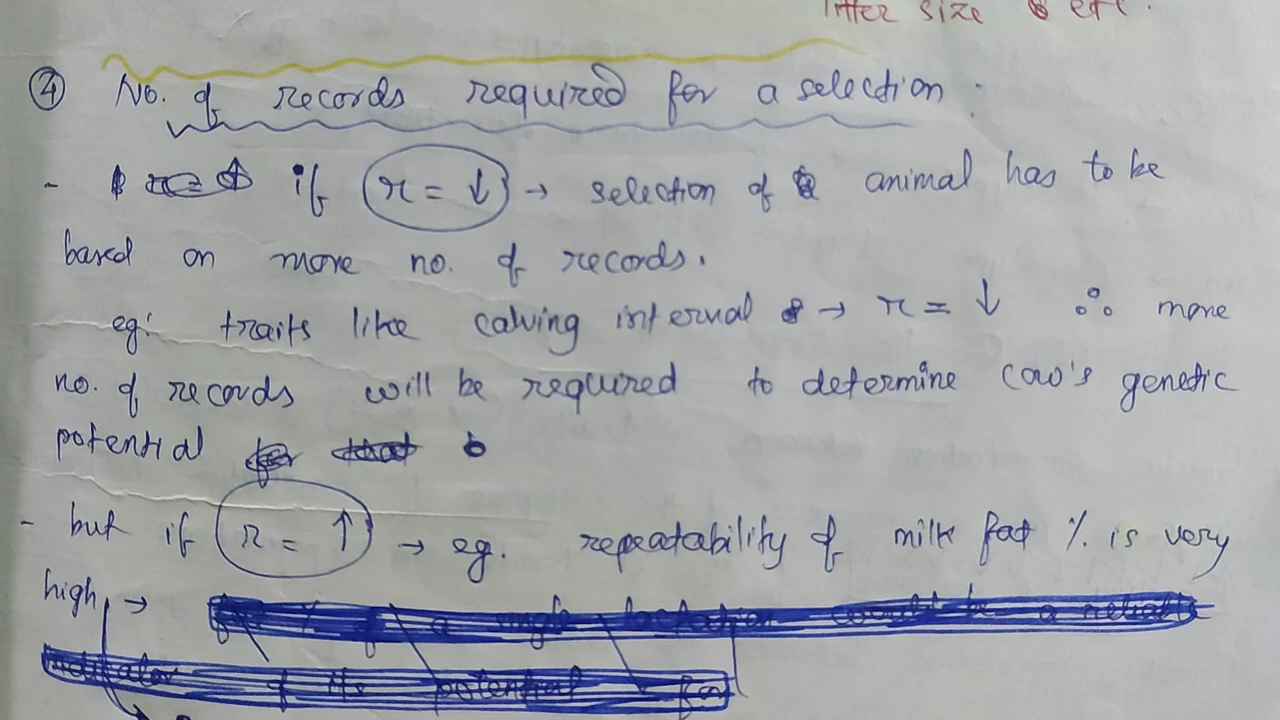 litter size & etc.
④ No. of records required for a selection.
- if r = ↓ → selection of animal has to be
based on more no. of records.
eg: traits like calving interval → r = ↓ ∴ more
no. of records will be required to determine cow's genetic
potential
- but if r = ↑ → eg. repeatability of milk fat % is very
high →